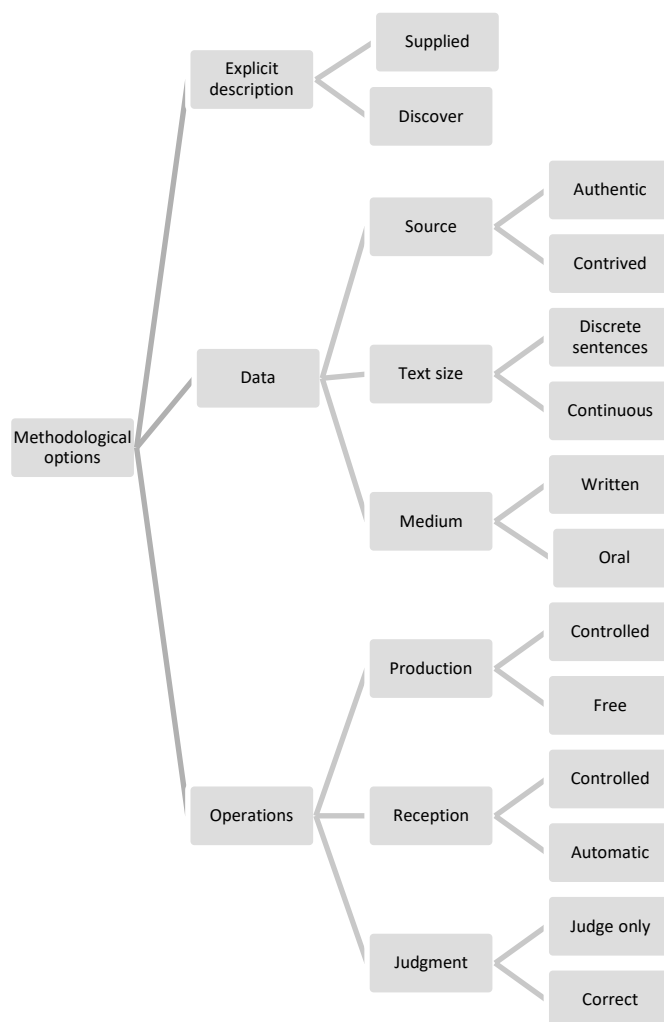 Methodological
options
Explicit
description
Supplied
Discover
Data
Source
Authentic
Contrived
Text size
Discrete
sentences
Continuous
Medium
Written
Oral
Operations
Production
Controlled
Free
Reception
Controlled
Automatic
Judgment
Judge only
Correct